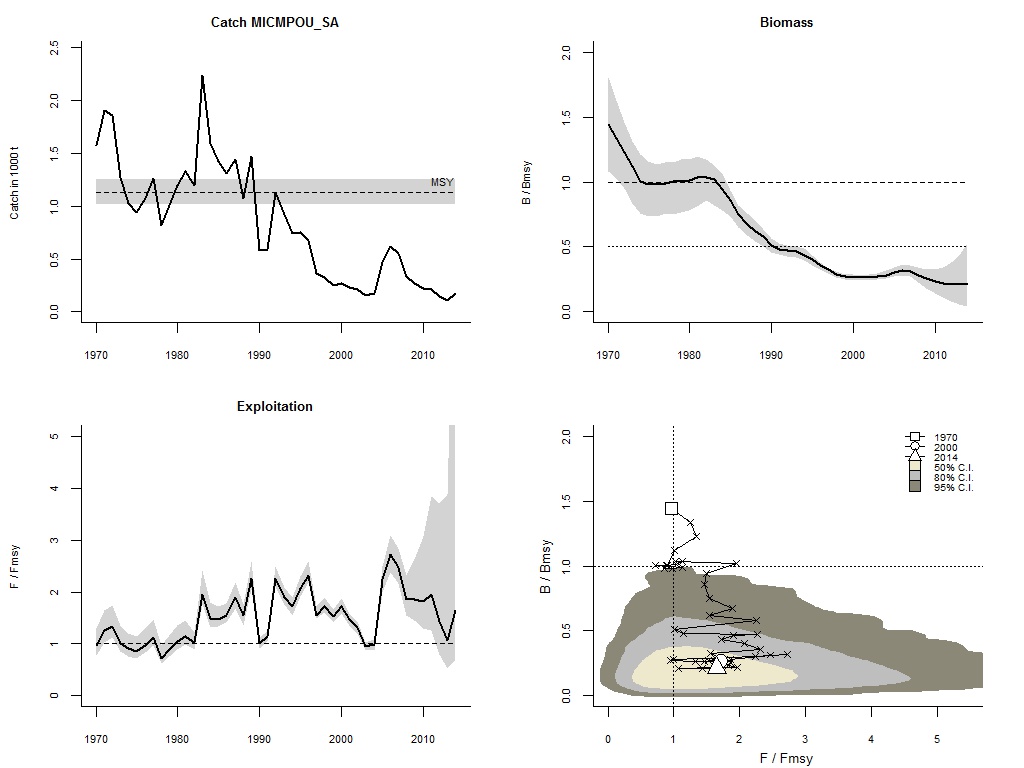 Catch MICMPOU_SA
Catch in 1000 t
0.0 0.5 1.0 1.5 2.0 2.5
MSY
1970 1980 1990 2000 2010
Biomass
B / Bmsy
0.0 0.5 1.0 1.5 2.0
1970 1980 1990 2000 2010
Exploitation
F / Fmsy
0 1 2 3 4 5
1970 1980 1990 2000 2010
B / Bmsy
0.0 0.5 1.0 1.5 2.0
1970
2000
2014
50% C.I.
80% C.I.
95% C.I.
0 1 2 3 4 5
F / Fmsy